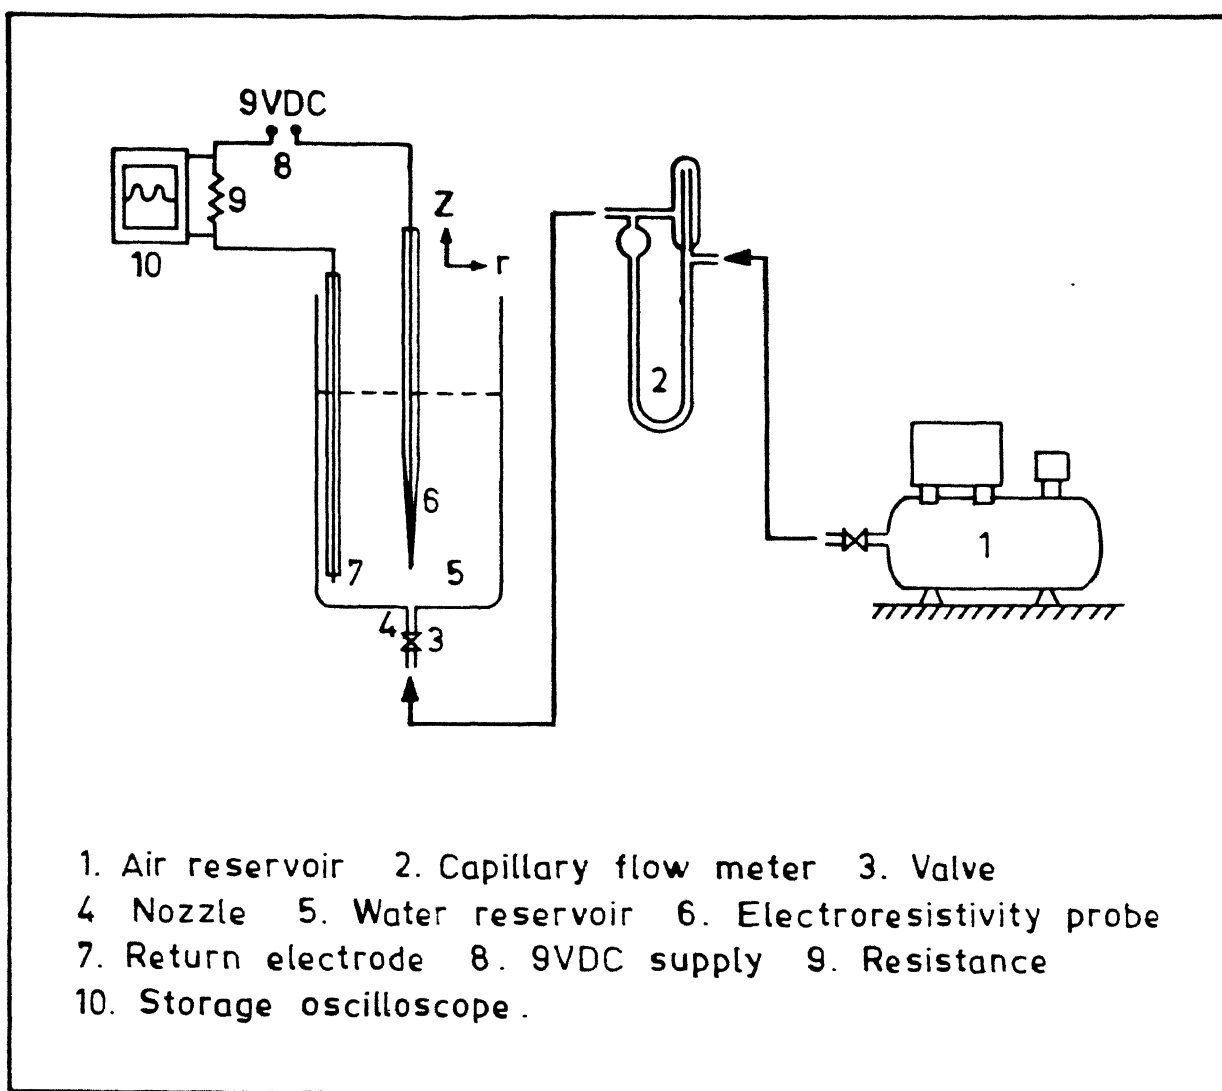 9VDC
8
9
10
Z
r
2
6
1
7
5
4
3
1. Air reservoir 2. Capillary flow meter 3. Valve
4 Nozzle 5. Water reservoir 6. Electroresistivity probe
7. Return electrode 8. 9VDC supply 9. Resistance
10. Storage oscilloscope.